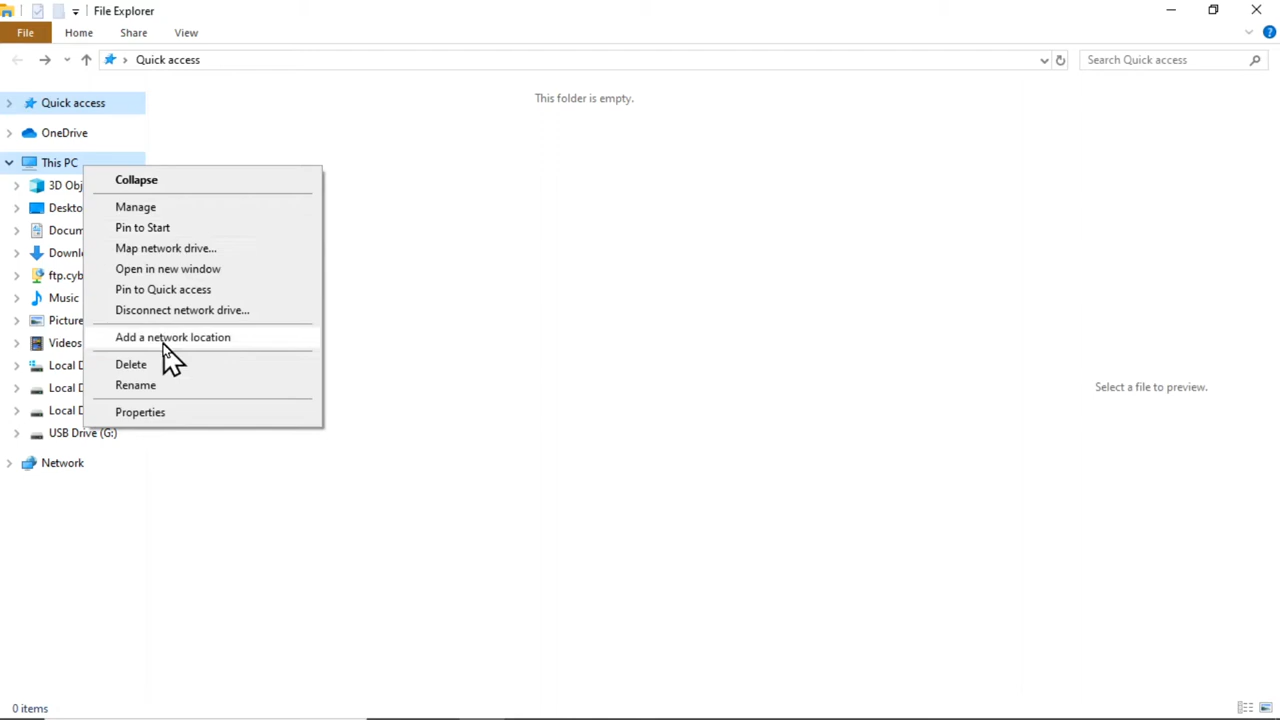 File Explorer
File Home Share View
Quick access
Search Quick access
Quick access
This folder is empty.
OneDrive
This PC
Collapse
3D Obj
Manage
Deskto
Pin to Start
Docum
Map network drive...
Downl
Open in new window
ftp.cyb
Pin to Quick access
Music
Disconnect network drive...
Picture
Add a network location
Videos
Delete
Local D
Rename
Local D
Select a file to preview.
Local D
Properties
USB Drive (G:)
Network
0 items